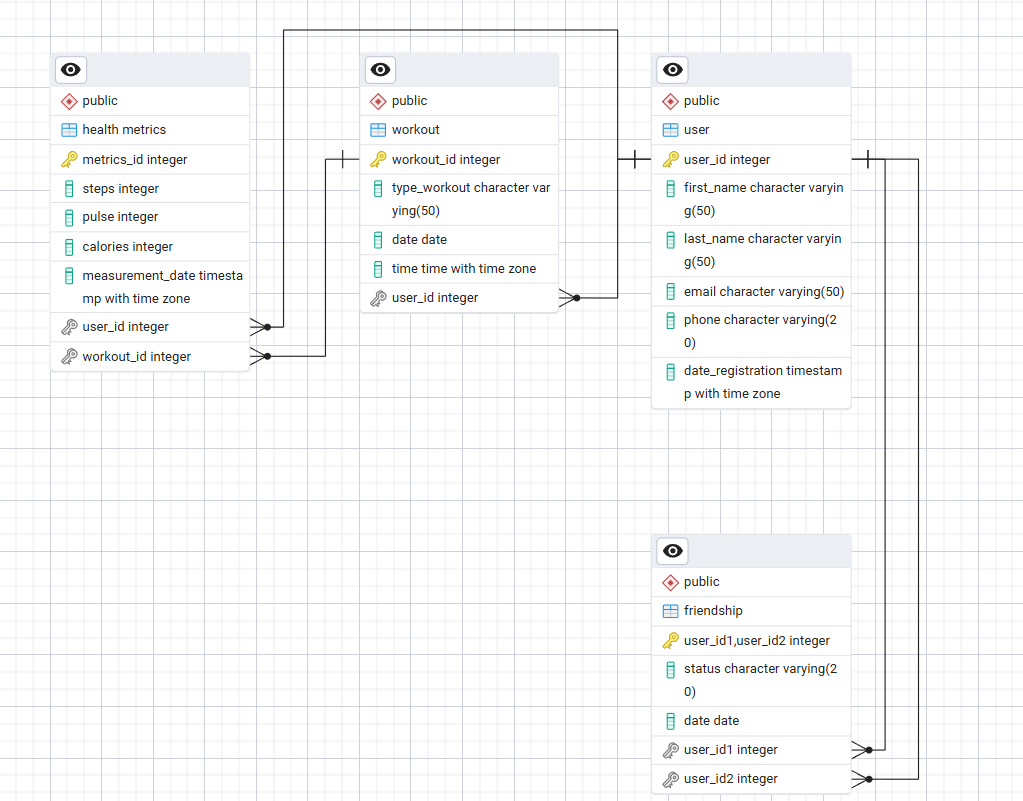 public
health metrics
metrics_id integer
steps integer
pulse integer
calories integer
measurement_date timesta
mp with time zone
user_id integer
workout_id integer
public
workout
workout_id integer
type_workout character var
ying(50)
date date
time time with time zone
user_id integer
public
user
user_id integer
first_name character varyin
g(50)
last_name character varyin
g(50)
email character varying(50)
phone character varying(2
0)
date_registration timestam
p with time zone
public
friendship
user_id1,user_id2 integer
status character varying(2
0)
date date
user_id1 integer
user_id2 integer